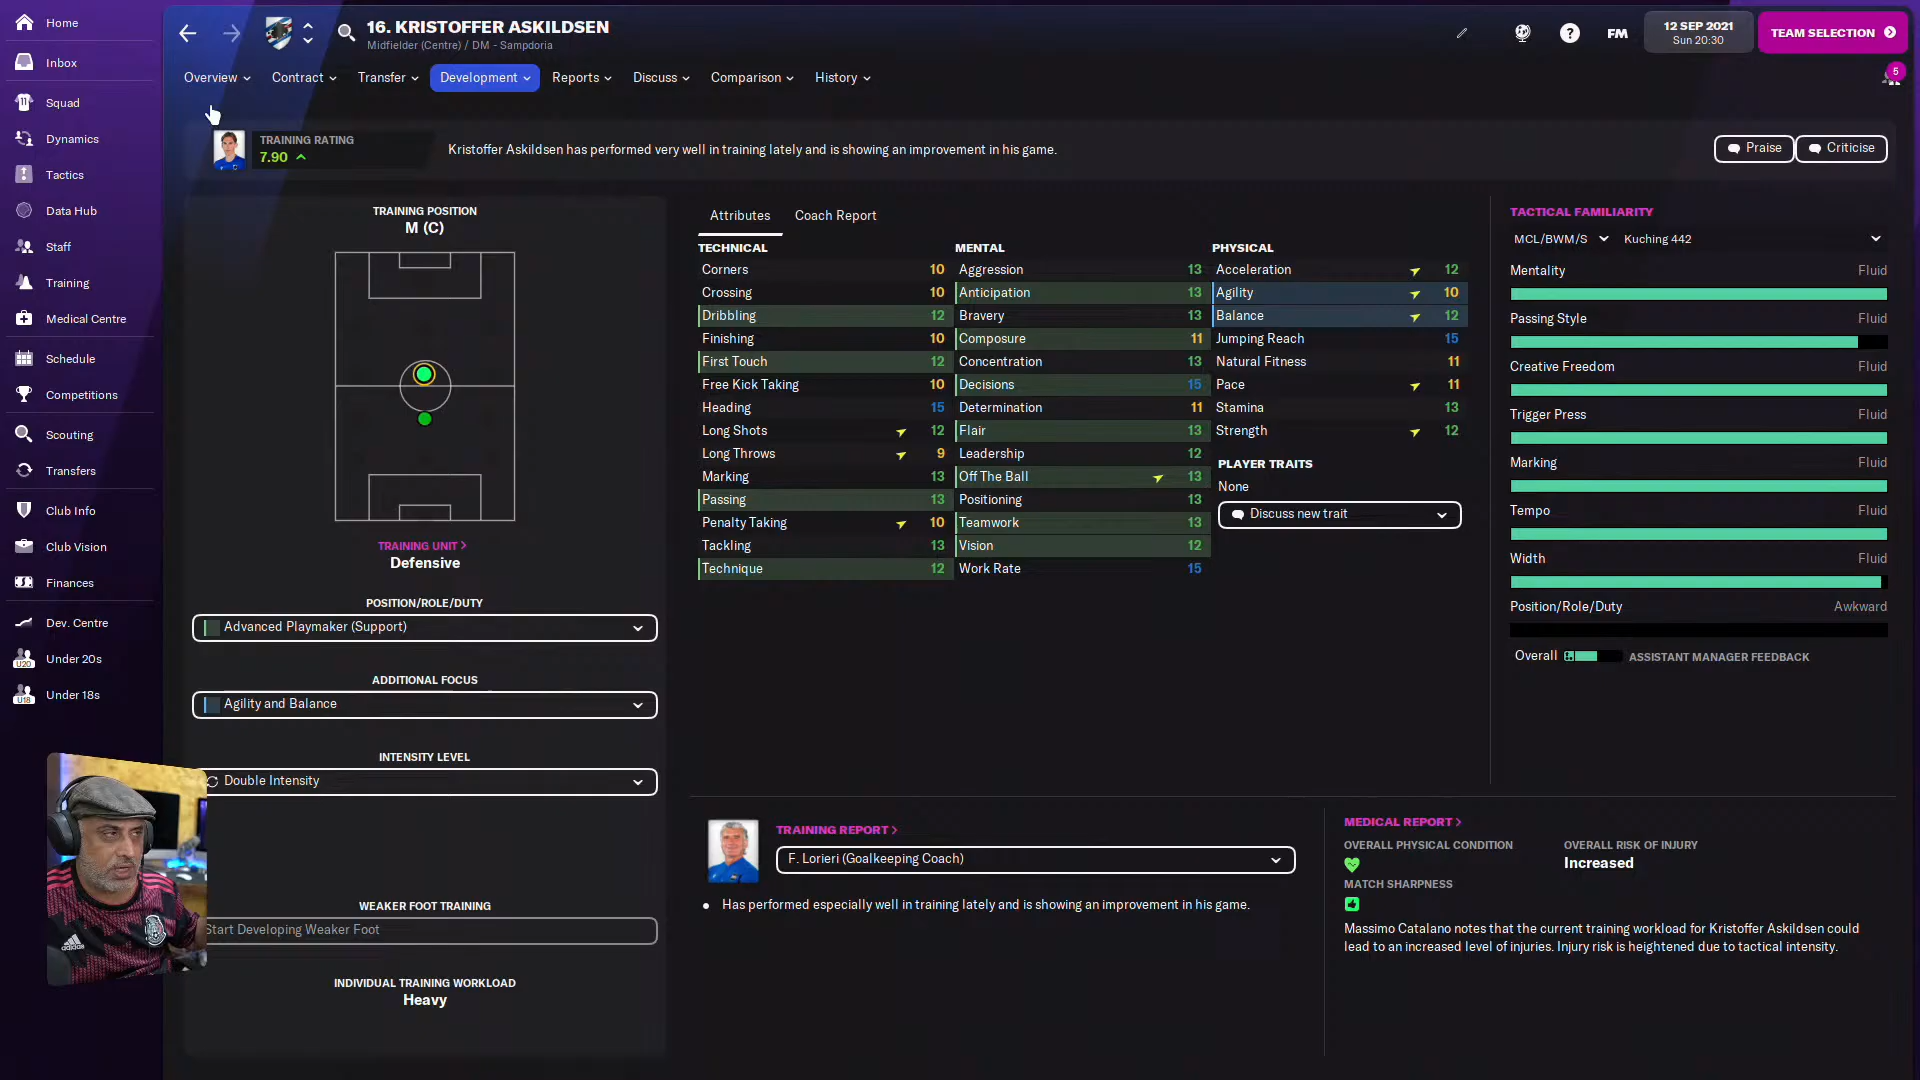 Home
Inbox
Squad
Dynamics
Tactics
Data Hub
Staff
Training
Medical Centre
Schedule
Competitions
Scouting
Transfers
Club Info
Club Vision
Finances
Dev. Centre
U20
Under 20s
U18
Under 18s
16. KRISTOFFER ASKILDSEN
Midfielder (Centre) / DM - Sampdoria
?
FM
12 SEP 2021
Sun 20:30
TEAM SELECTION
Overview
Contract
Transfer
Development
Reports
Discuss
Comparison
History
5
TRAINING RATING
7.90
Kristoffer Askildsen has performed very well in training lately and is showing an improvement in his game.
Praise
Criticise
TRAINING POSITION
M (C)
TRAINING UNIT >
Defensive
POSITION/ROLE/DUTY
Advanced Playmaker (Support)
ADDITIONAL FOCUS
Agility and Balance
INTENSITY LEVEL
Double Intensity
WEAKER FOOT TRAINING
Start Developing Weaker Foot
INDIVIDUAL TRAINING WORKLOAD
Heavy
Attributes
Coach Report
TECHNICAL
Corners 10
Crossing 10
Dribbling 12
Finishing 10
First Touch 12
Free Kick Taking 10
Heading 15
Long Shots 12
Long Throws 9
Marking 13
Passing 13
Penalty Taking 10
Tackling 13
Technique 12
MENTAL
Aggression 13
Anticipation 13
Bravery 13
Composure 11
Concentration 13
Decisions 15
Determination 11
Flair 13
Leadership 12
Off The Ball 13
Positioning 13
Teamwork 13
Vision 12
Work Rate 15
PHYSICAL
Acceleration 12
Agility 10
Balance 12
Jumping Reach 15
Natural Fitness 11
Pace 11
Stamina 13
Strength 12
PLAYER TRAITS
None
Discuss new trait
TACTICAL FAMILIARITY
MCL/BWM/S
Kuching 442
Mentality Fluid
Passing Style Fluid
Creative Freedom Fluid
Trigger Press Fluid
Marking Fluid
Tempo Fluid
Width Fluid
Position/Role/Duty Awkward
Overall
ASSISTANT MANAGER FEEDBACK
TRAINING REPORT >
F. Lorieri (Goalkeeping Coach)
Has performed especially well in training lately and is showing an improvement in his game.
MEDICAL REPORT >
OVERALL PHYSICAL CONDITION
OVERALL RISK OF INJURY
Increased
MATCH SHARPNESS
Massimo Catalano notes that the current training workload for Kristoffer Askildsen could
lead to an increased level of injuries. Injury risk is heightened due to tactical intensity.
adidas